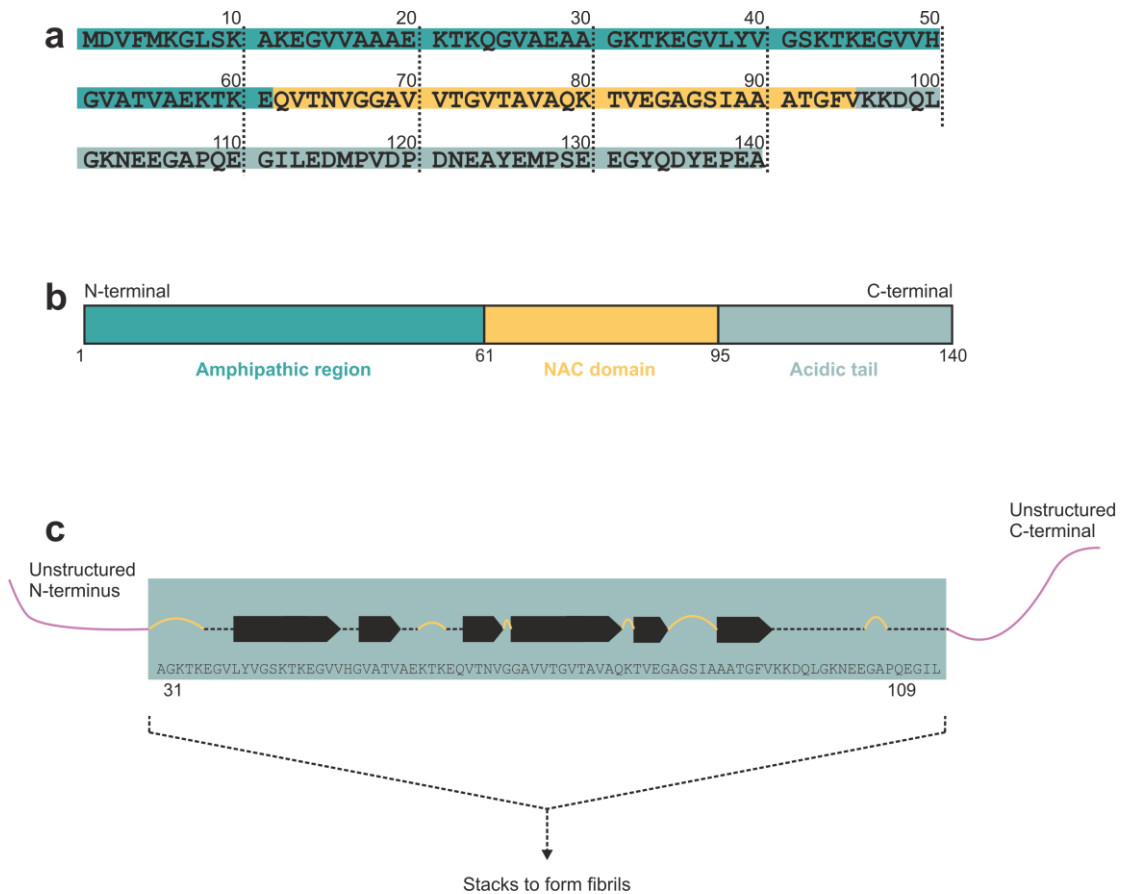 a
10 20 30 40 50
MDVFMKGLSK AKEGVVAAAE KTKQGVAEAA GKTKEGVLYV GSKTKEGVVH
60 70 80 90 100
GVATVAEKTK EQVTNVGGAV VTGVTAVAQK TVEGAGSIAA ATGFVKKDQL
110 120 130 140
GKNEEGAPQE GILEDMPVDP DNEAYEMPSE EGYQDYEPEA
b
N-terminal C-terminal
1 61 95 140
Amphipathic region NAC domain Acidic tail
c
Unstructured
N-terminus
Unstructured
C-terminal
AGKTKEGVLYVGSKTKEGVVHGVATVAEKTKEQVTNVGGAVVTGVTAVAQKTVEGAGSIAAATGFVKKDQLGKNEEGAPQEGIL
31 109
Stacks to form fibrils